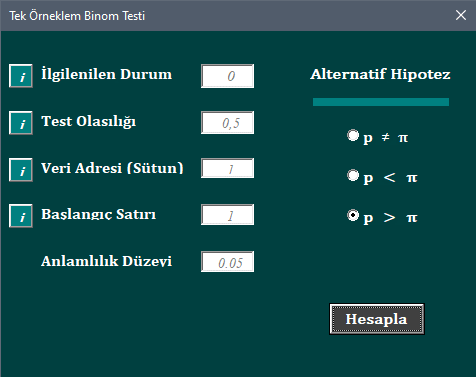 Tek Örneklem Binom Testi
i İlgilenilen Durum 0
i Test Olasılığı 0,5
i Veri Adresi (Sütun) 1
i Başlangıç Satırı 1
Anlamlılık Düzeyi 0.05
Alternatif Hipotez
p ≠ π
p < π
p > π
Hesapla